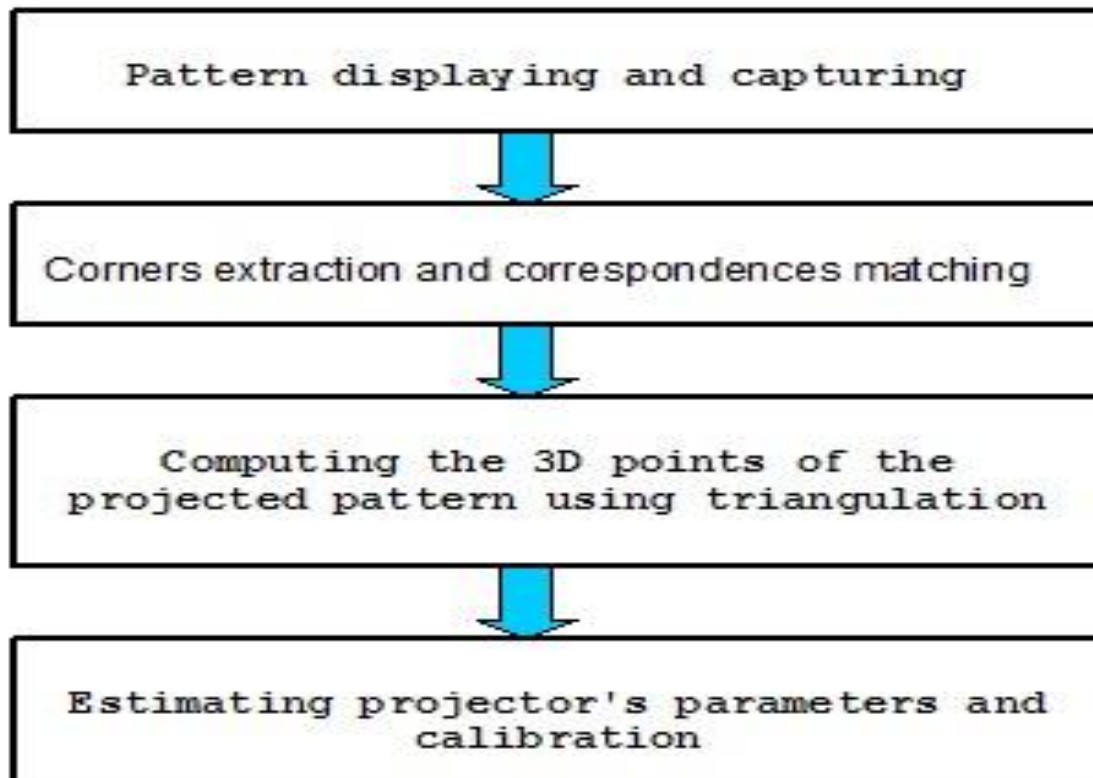 Pattern displaying and capturing
Corners extraction and correspondences matching
Computing the 3D points of the
projected pattern using triangulation
Estimating projector's parameters and
calibration